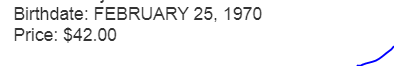 Birthdate: FEBRUARY 25, 1970
Price: $42.00